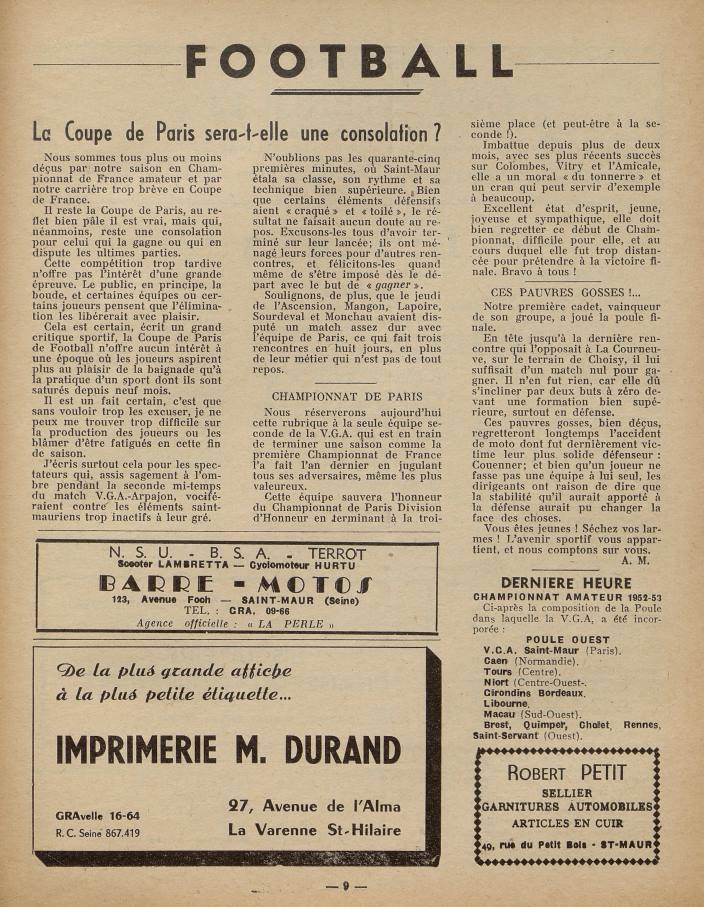 FOOTBALL
La Coupe de Paris sera-t-elle une consolation ?
Nous sommes tous plus ou moins
déçus par notre saison en Cham-
pionnat de France amateur et par
notre carrière trop brève en Coupe
de France.
Il reste la Coupe de Paris, au re-
flet bien pâle il est vrai, mais qui,
néanmoins, reste une consolation
pour celui qui la gagne ou qui en
dispute les ultimes parties.
Cette compétition trop tardive
n'offre pas l'intérêt d'une grande
épreuve. Le public, en principe, la
boude, et certaines équipes ou cer-
tains joueurs pensent que l'élimina-
tion les libérerait avec plaisir.
Cela est certain, écrit un grand
critique sportif, la Coupe de Paris
de Football n'offre aucun intérêt à
une époque où les joueurs aspirent
plus au plaisir de la baignade qu'à
la pratique d'un sport dont ils sont
saturés depuis neuf mois.
Il est un fait certain, c'est que
sans vouloir trop les excuser, je ne
peux me trouver trop difficile sur
la production des joueurs ou les
blâmer d'être fatigués en cette fin
de saison.
J'écris surtout cela pour les spec-
tateurs qui, assis sagement à l'om-
bre pendant la seconde mi-temps
du match V.G.A.-Arpajon, vocifé-
raient contre les éléments saint-
mauriens trop inactifs à leur gré.
N'oublions pas les quarante-cinq
premières minutes, où Saint-Maur
étala sa classe, son rythme et sa
technique bien supérieure. Bien
que certains éléments défensifs
aient « craqué » et « toilé », le ré-
sultat ne faisait aucun doute au re-
pos. Excusons-les tous d'avoir ter-
miné sur leur lancée; ils ont mé-
nagé leurs forces pour d'autres ren-
contres, et félicitons-les quand
même de s'être imposé dès le dé-
part avec le but de « gagner ».
Soulignons, de plus, que le jeudi
de l'Ascension, Mangon, Lapoire,
Sourdeval et Monchau avaient dis-
puté un match assez dur avec
l'équipe de Paris, ce qui fait trois
rencontres en huit jours, en plus
de leur métier qui n'est pas de tout
repos.
CHAMPIONNAT DE PARIS
Nous réserverons aujourd'hui
cette rubrique à la seule équipe se-
conde de la V.G.A. qui est en train
de terminer une saison comme la
première Championnat de France
l'a fait l'an dernier en jugulant
tous ses adversaires, même les plus
valeureux.
Cette équipe sauvera l'honneur
du Championnat de Paris Division
d'Honneur en terminant à la troi-
sième place (et peut-être à la se-
conde !).
Imbattue depuis plus de deux
mois, avec ses plus récents succès
sur Colombes, Vitry et l'Amicale,
elle a un moral « du tonnerre » et
un cran qui peut servir d'exemple
à beaucoup.
Excellent état d'esprit, jeune,
joyeuse et sympathique, elle doit
bien regretter ce début de Cham-
pionnat, difficile pour elle, et au
cours duquel elle fut trop distan-
cée pour prétendre à la victoire fi-
nale. Bravo à tous !
CES PAUVRES GOSSES !...
Notre première cadet, vainqueur
de son groupe, a joué la poule fi-
nale.
En tête jusqu'à la dernière ren-
contre qui l'opposait à La Courneu-
ve, sur le terrain de Choisy, il lui
suffisait d'un match nul pour ga-
gner. Il n'en fut rien, car elle dû
s'incliner par deux buts à zéro de-
vant une formation bien supé-
rieure, surtout en défense.
Ces pauvres gosses, bien déçus,
regretteront longtemps l'accident
de moto dont fut dernièrement vic-
time leur plus solide défenseur :
Couenner; et bien qu'un joueur ne
fasse pas une équipe à lui seul, les
dirigeants ont raison de dire que
la stabilité qu'il aurait apporté à
la défense aurait pu changer la
face des choses.
Vous êtes jeunes ! Séchez vos lar-
mes ! L'avenir sportif vous appar-
tient, et nous comptons sur vous.
A. M.
DERNIERE HEURE
CHAMPIONNAT AMATEUR 1952-53
Ci-après la composition de la Poule
dans laquelle la V.G.A. a été incor-
porée :
POULE OUEST
V.G.A. Saint-Maur (Paris).
Caen (Normandie).
Tours (Centre).
Niort (Centre-Ouest-.
Girondins Bordeaux.
Libourne.
Macau (Sud-Ouest).
Brest, Quimper, Cholet, Rennes,
Saint-Servant (Ouest).
N. S. U. - B. S. A. - TERROT
Scooter LAMBRETTA — Cyclomoteur HURTU
BARRE - MOTOS
123, Avenue Foch — SAINT-MAUR (Seine)
TEL. : GRA. 09-66
Agence officielle : « LA PERLE »
De la plus grande affiche
à la plus petite étiquette...
IMPRIMERIE M. DURAND
GRAvelle 16-64
R. C. Seine 867.419
27, Avenue de l'Alma
La Varenne St-Hilaire
ROBERT PETIT
SELLIER
GARNITURES AUTOMOBILES
ARTICLES EN CUIR
49, rue du Petit Bois - ST-MAUR
— 9 —